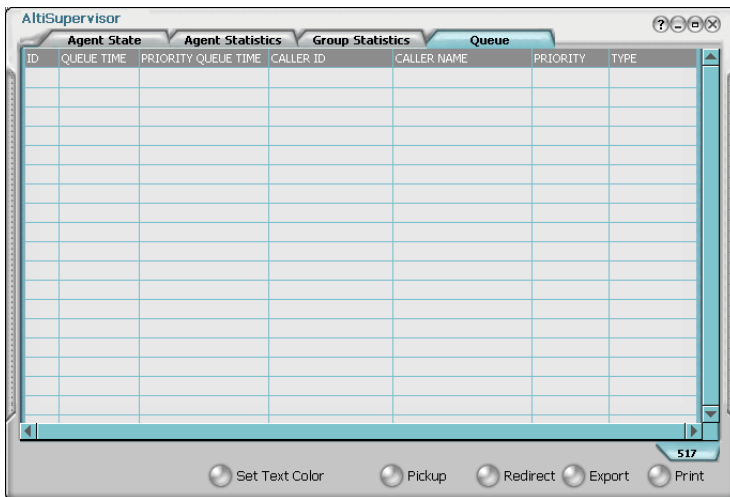 AltiSupervisor
?
Agent State Agent Statistics Group Statistics Queue
ID QUEUE TIME PRIORITY QUEUE TIME CALLER ID CALLER NAME PRIORITY TYPE
517
Set Text Color Pickup Redirect Export Print